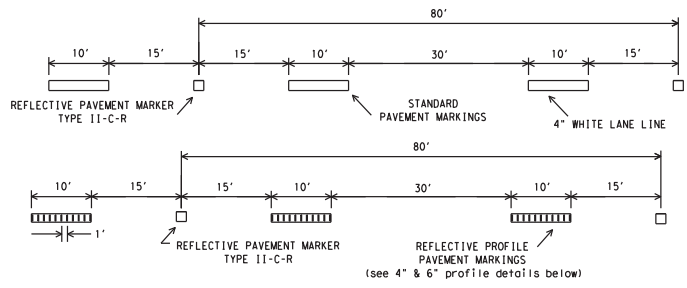 80'
10' 15' 15' 10' 30' 10' 15'
REFLECTIVE PAVEMENT MARKER
TYPE II-C-R
STANDARD
PAVEMENT MARKINGS
4" WHITE LANE LINE
80'
10' 15' 15' 10' 30' 10' 15'
1'
REFLECTIVE PAVEMENT MARKER
TYPE II-C-R
REFLECTIVE PROFILE
PAVEMENT MARKINGS
(see 4" & 6" profile details below)